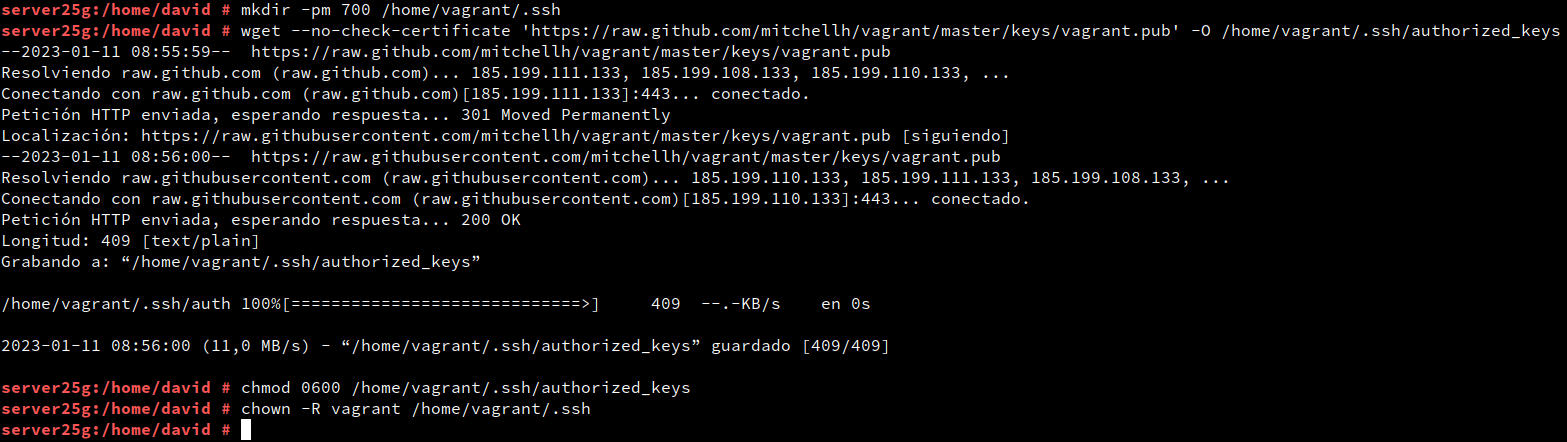 server25g:/home/david # mkdir -pm 700 /home/vagrant/.ssh
server25g:/home/david # wget --no-check-certificate 'https://raw.github.com/mitchellh/vagrant/master/keys/vagrant.pub' -O /home/vagrant/.ssh/authorized_keys
--2023-01-11 08:55:59--  https://raw.github.com/mitchellh/vagrant/master/keys/vagrant.pub
Resolviendo raw.github.com (raw.github.com)... 185.199.111.133, 185.199.108.133, 185.199.110.133, ...
Conectando con raw.github.com (raw.github.com)[185.199.111.133]:443... conectado.
Petición HTTP enviada, esperando respuesta... 301 Moved Permanently
Localización: https://raw.githubusercontent.com/mitchellh/vagrant/master/keys/vagrant.pub [siguiendo]
--2023-01-11 08:56:00--  https://raw.githubusercontent.com/mitchellh/vagrant/master/keys/vagrant.pub
Resolviendo raw.githubusercontent.com (raw.githubusercontent.com)... 185.199.110.133, 185.199.111.133, 185.199.108.133, ...
Conectando con raw.githubusercontent.com (raw.githubusercontent.com)[185.199.110.133]:443... conectado.
Petición HTTP enviada, esperando respuesta... 200 OK
Longitud: 409 [text/plain]
Grabando a: “/home/vagrant/.ssh/authorized_keys”
/home/vagrant/.ssh/auth 100%[=============================>]     409  --.-KB/s    en 0s
2023-01-11 08:56:00 (11,0 MB/s) - “/home/vagrant/.ssh/authorized_keys” guardado [409/409]
server25g:/home/david # chmod 0600 /home/vagrant/.ssh/authorized_keys
server25g:/home/david # chown -R vagrant /home/vagrant/.ssh
server25g:/home/david #